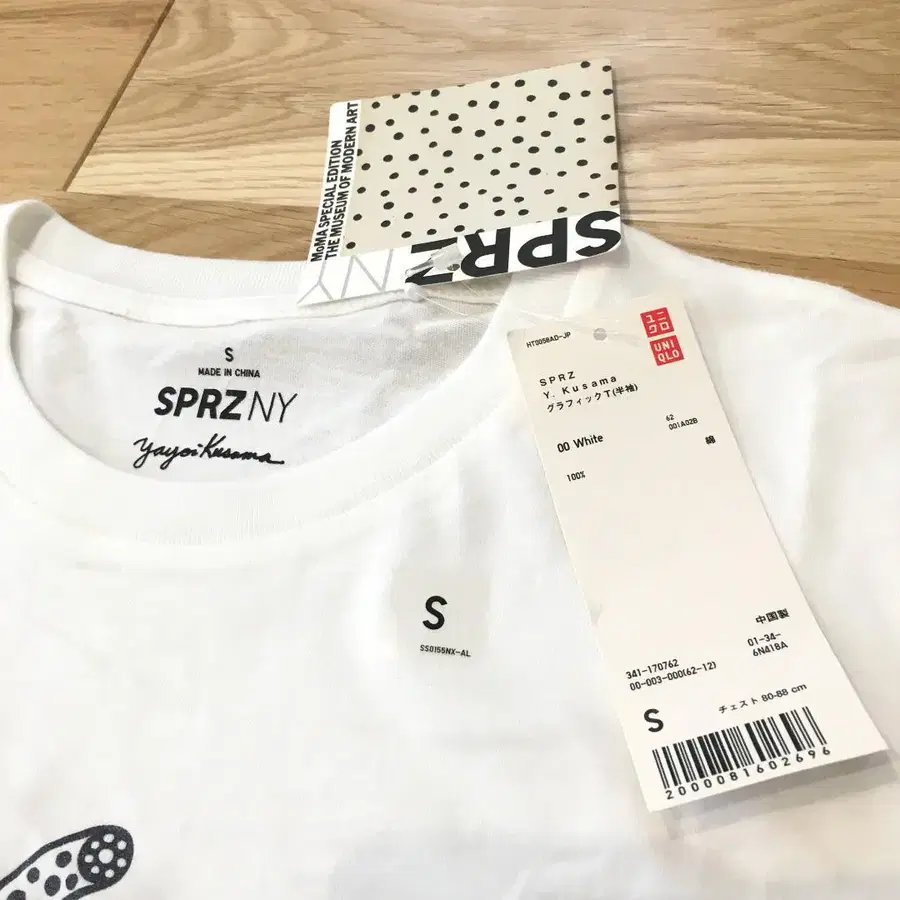 MoMA SPECIAL EDITION
THE MUSEUM OF MODERN ART
SPRZ NY
S
MADE IN CHINA
SPRZ NY
Yayoi Kusama
S
SS0155NX-AL
HT0058AD-JP
ユニクロ
UNIQLO
SPRZ
Y. Kusama
グラフィックT(半袖)
62
001A02B
00 White
綿
100%
中国製
341-170762
01-34-
00-003-000(62-12)
6N418A
S
チェスト 80-88 cm
2000081602696